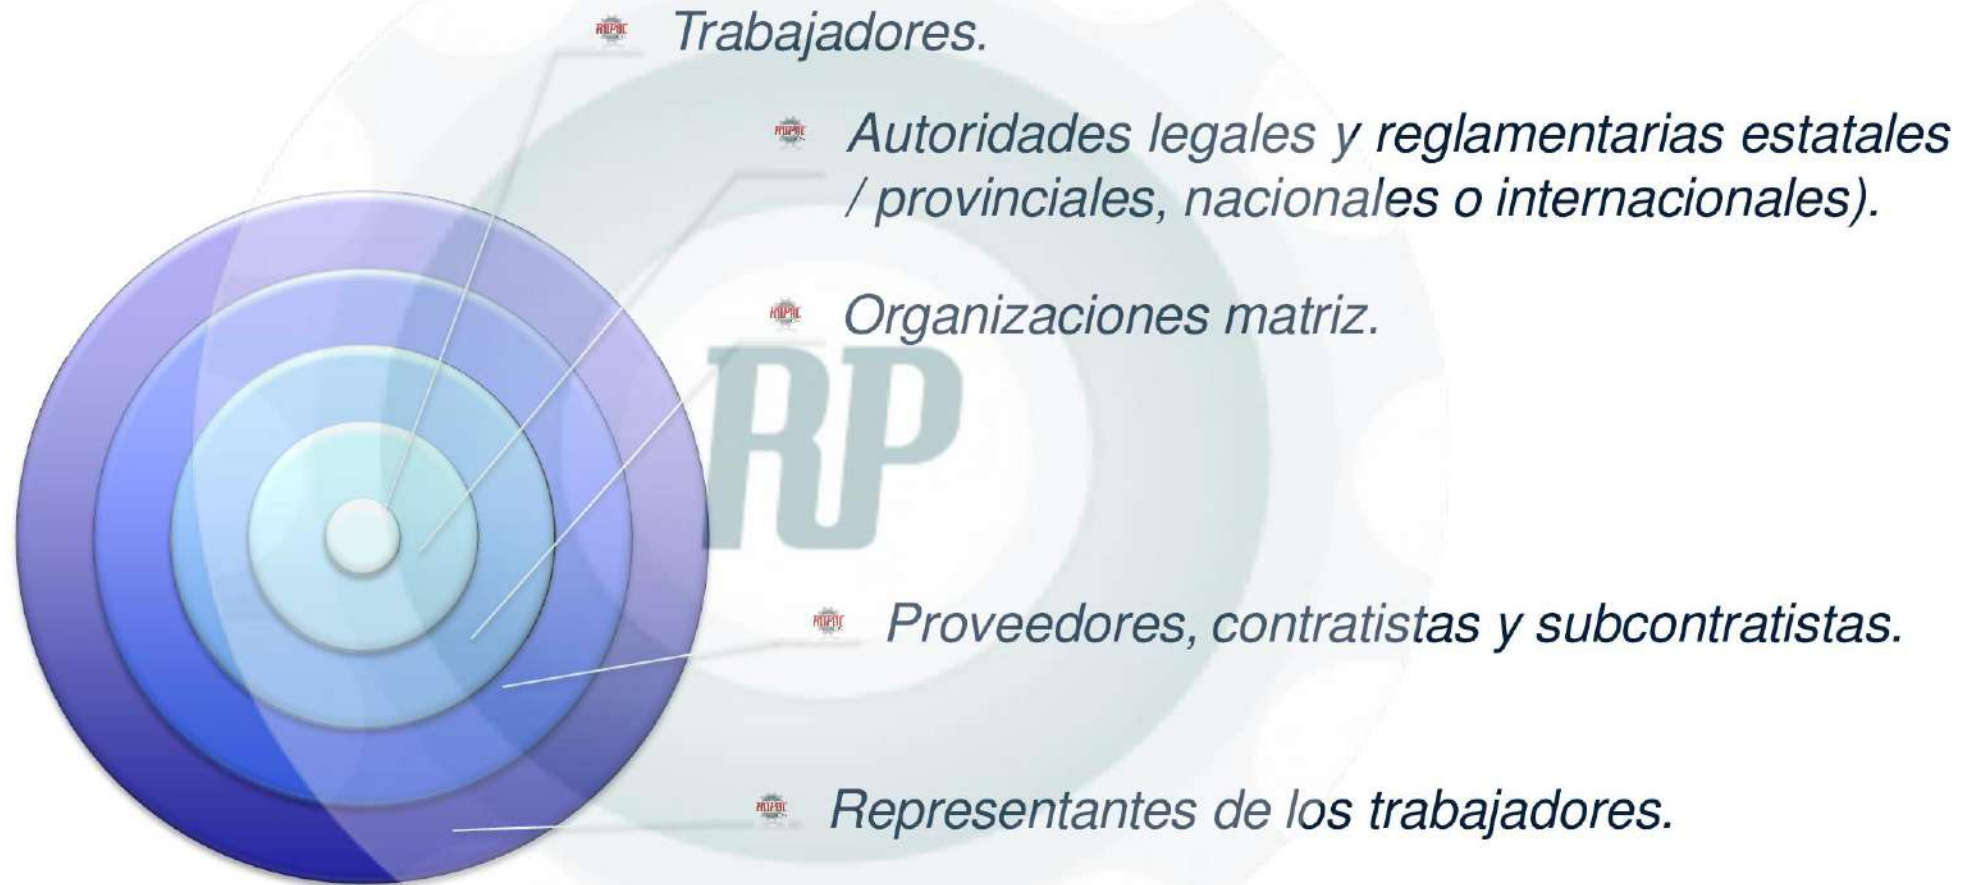 Trabajadores.
Autoridades legales y reglamentarias estatales
/ provinciales, nacionales o internacionales).
Organizaciones matriz.
RP
Proveedores, contratistas y subcontratistas.
Representantes de los trabajadores.